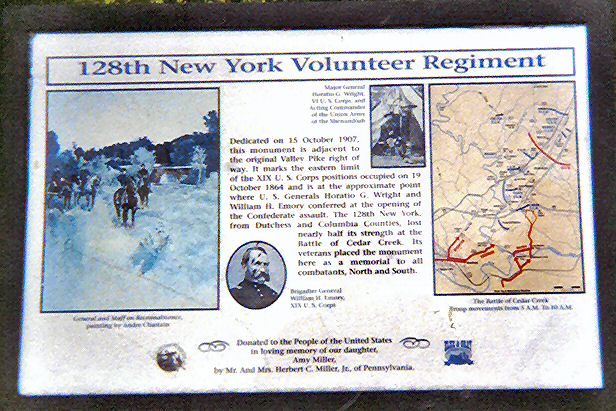 128th New York Volunteer Regiment
Major General
Horatio G. Wright,
VI U. S. Corps, and
Acting Commander
of the Union Army
of the Shenandoah
Dedicated on 15 October 1907,
this monument is adjacent to
the original Valley Pike right of
way. It marks the eastern limit
of the XIX U. S. Corps positions occupied on 19
October 1864 and is at the approximate point
where U. S. Generals Horatio G. Wright and
William H. Emory conferred at the opening of
the Confederate assault. The 128th New York,
from Dutchess and Columbia Counties, lost
nearly half its strength at the
Battle of Cedar Creek. Its
veterans placed the monument
here as a memorial to all
combatants, North and South.
Brigadier General
William H. Emory,
XIX U. S. Corps
General and Staff on Reconnaissance,
painting by Andre Chastain
The Battle of Cedar Creek
Troop movements from 5 A.M. To 10 A.M.
Donated to the People of the United States
in loving memory of our daughter,
Amy Miller,
by Mr. And Mrs. Herbert C. Miller, Jr., of Pennsylvania.
BLUE & GRAY